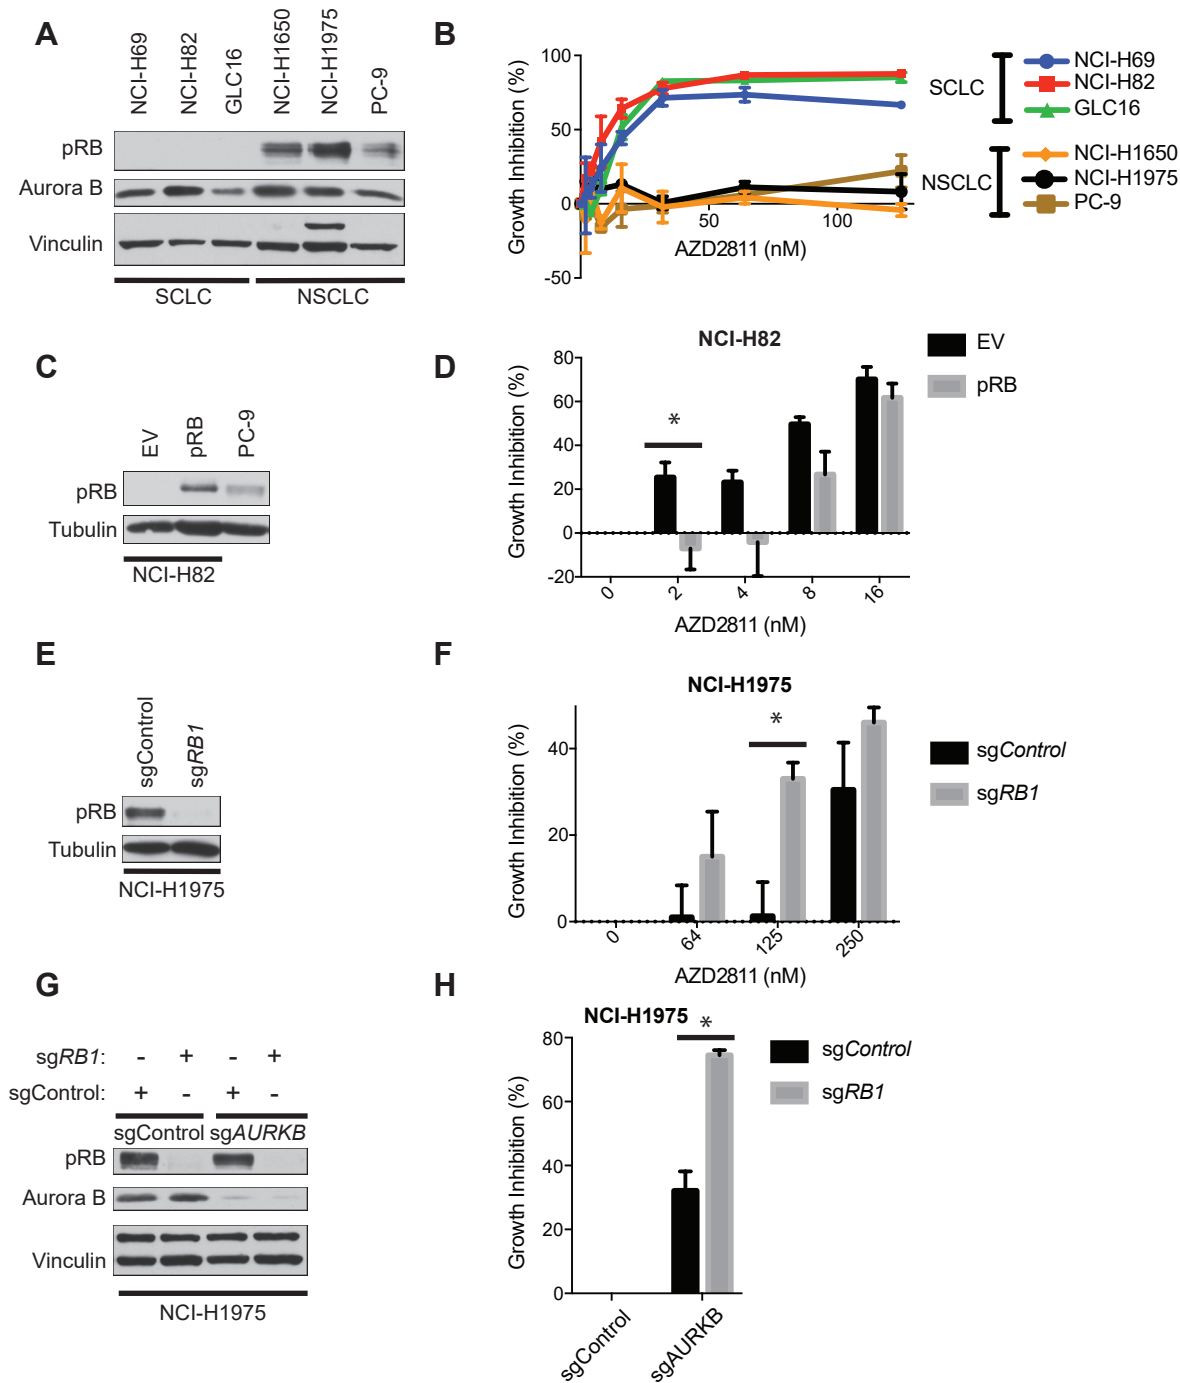 A
NCI-H69
NCI-H82
GLC16
NCI-H1650
NCI-H1975
PC-9
pRB
Aurora B
Vinculin
SCLC
NSCLC
B
Growth Inhibition (%)
100
50
0
-50
50
100
AZD2811 (nM)
SCLC
NSCLC
NCI-H69
NCI-H82
GLC16
NCI-H1650
NCI-H1975
PC-9
C
EV
pRB
PC-9
pRB
Tubulin
NCI-H82
D
NCI-H82
Growth Inhibition (%)
80
60
40
20
0
-20
*
0
2
4
8
16
AZD2811 (nM)
EV
pRB
E
sgControl
sgRB1
pRB
Tubulin
NCI-H1975
F
NCI-H1975
Growth Inhibition (%)
40
20
0
*
0
64
125
250
AZD2811 (nM)
sgControl
sgRB1
G
sgRB1: - + - +
sgControl: + - + -
sgControl sgAURKB
pRB
Aurora B
Vinculin
NCI-H1975
H
NCI-H1975
*
Growth Inhibition (%)
80
60
40
20
0
sgControl
sgAURKB
sgControl
sgRB1